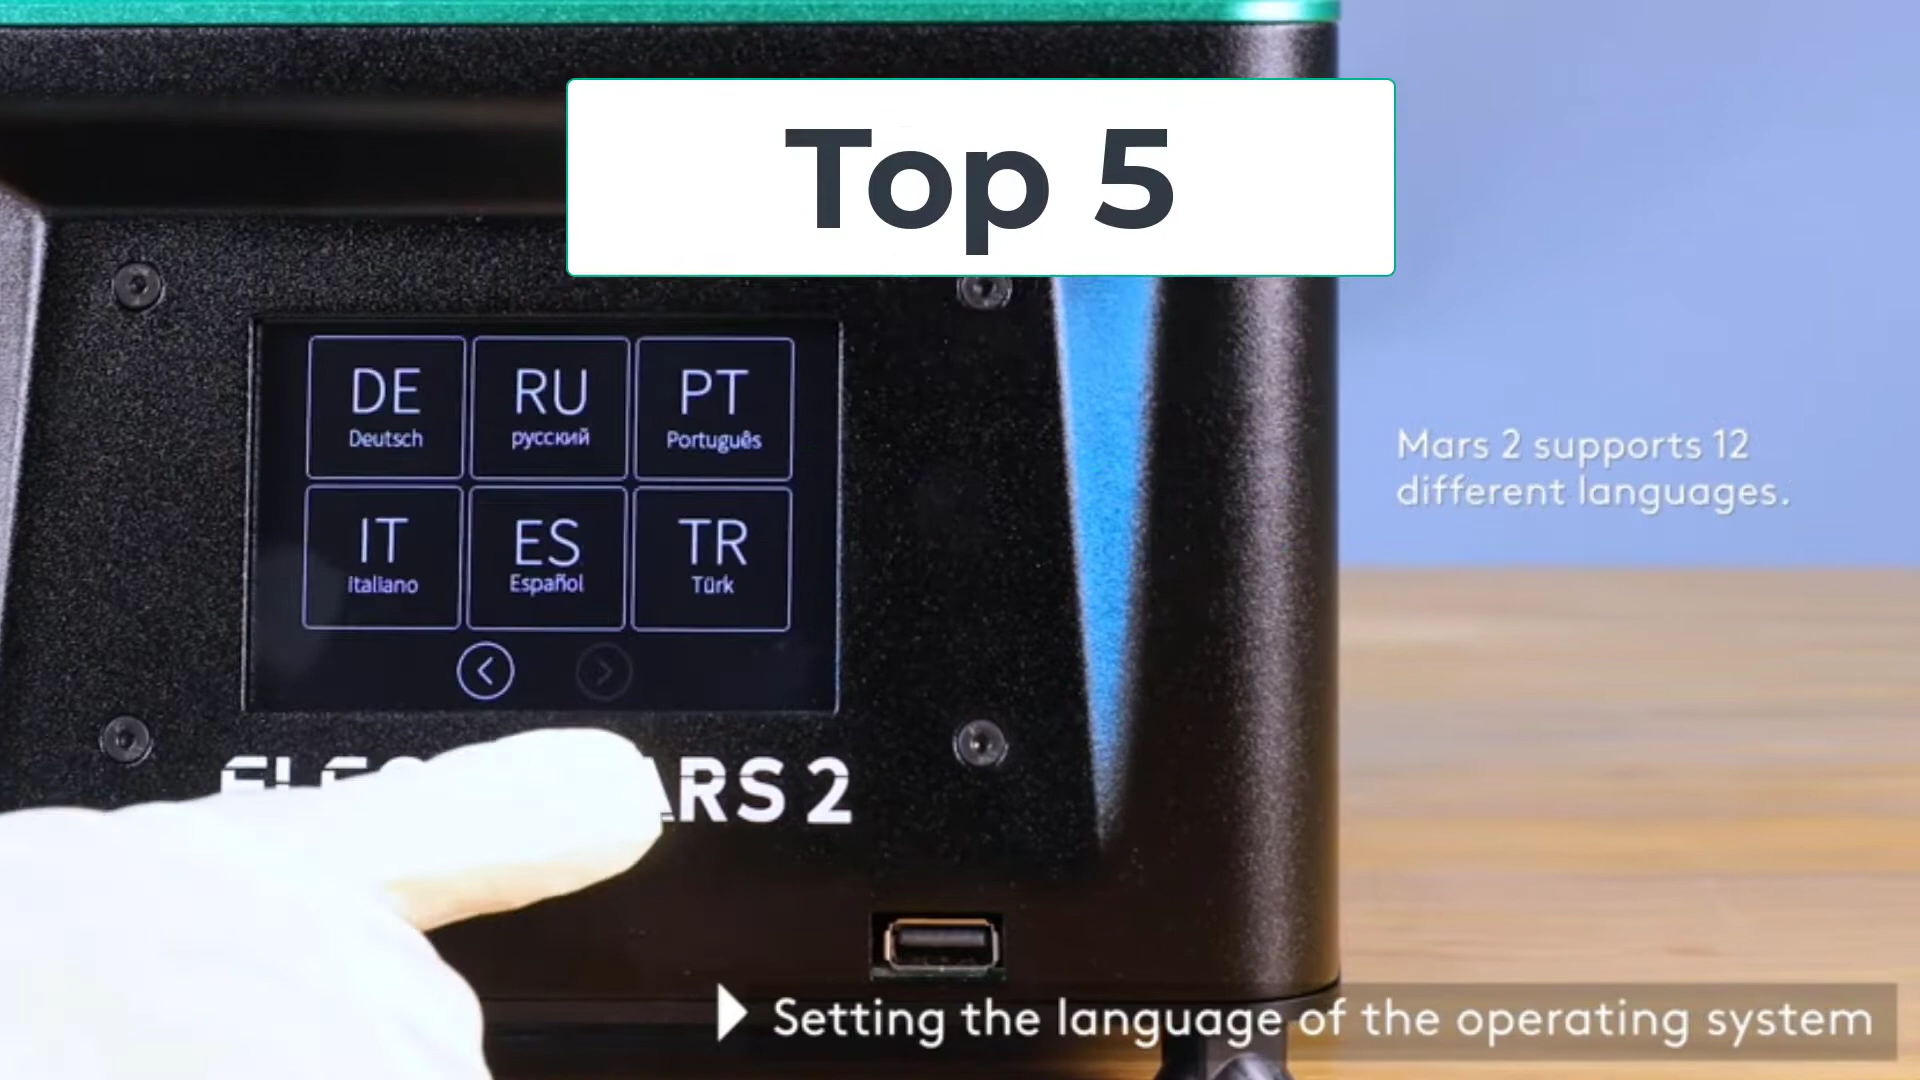 Top 5
DE
Deutsch
RU
русский
PT
Português
IT
italiano
ES
Español
TR
Türk
Mars 2 supports 12
different languages.
ARS 2
Setting the language of the operating system